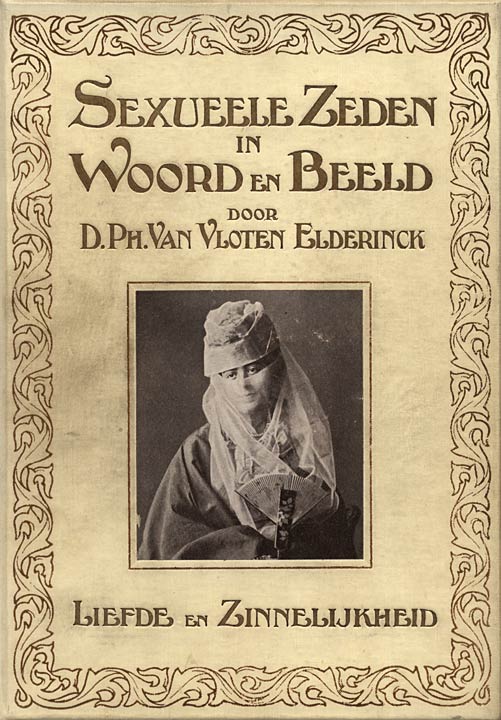 SEXUEELE ZEDEN
IN
WOORD EN BEELD
DOOR
D. PH. VAN VLOTEN ELDERINCK
LIEFDE EN ZINNELIJKHEID